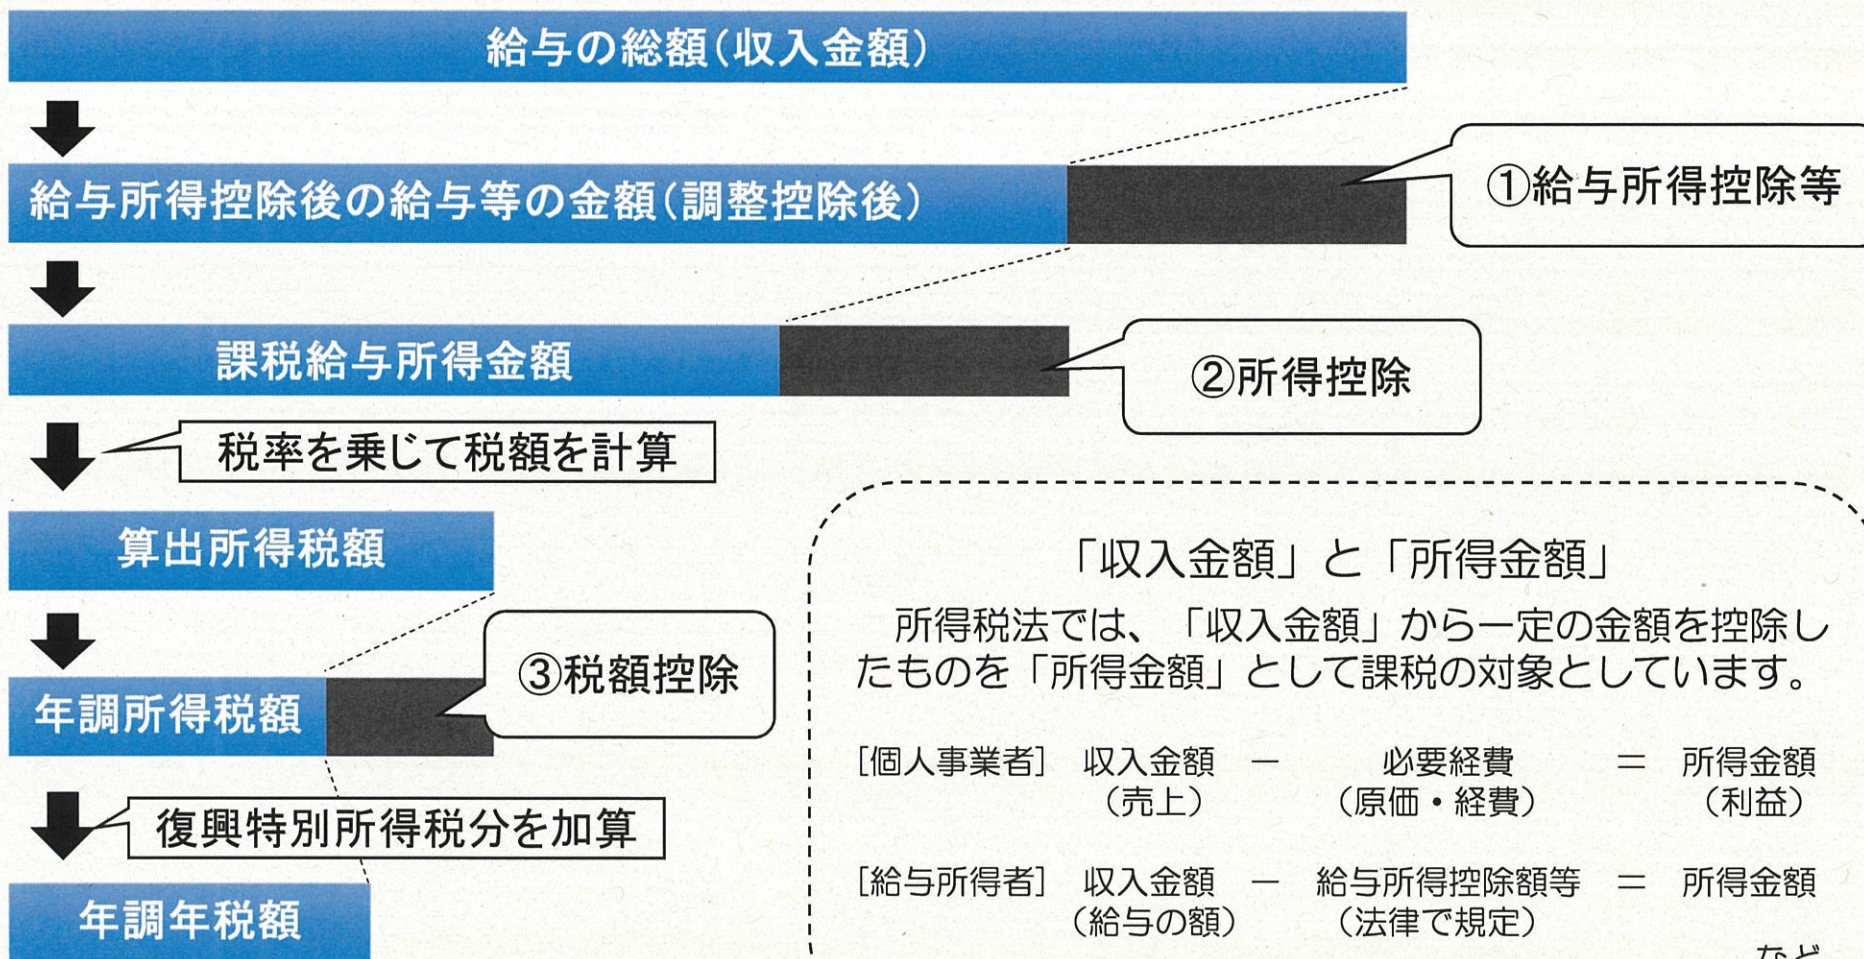 給与の総額(収入金額)
給与所得控除後の給与等の金額(調整控除後)
①給与所得控除等
課税給与所得金額
②所得控除
税率を乗じて税額を計算
算出所得税額
③税額控除
年調所得税額
復興特別所得税分を加算
年調年税額
「収入金額」と「所得金額」
所得税法では、「収入金額」から一定の金額を控除し
たものを「所得金額」として課税の対象としています。
[個人事業者] 収入金額 － 必要経費 ＝ 所得金額
(売上) (原価・経費) (利益)
[給与所得者] 収入金額 － 給与所得控除額等 ＝ 所得金額
(給与の額) (法律で規定)
など